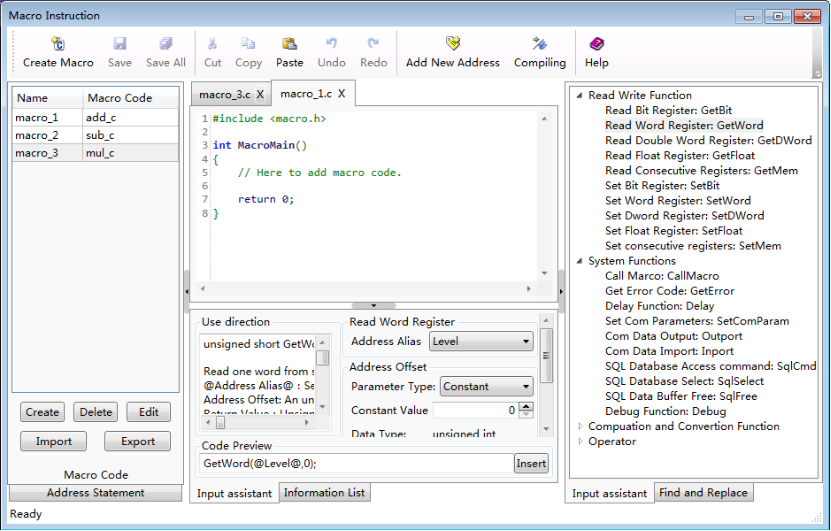 Macro Instruction
Create Macro Save Save All Cut Copy Paste Undo Redo Add New Address Compiling Help
Name Macro Code
macro_1 add_c
macro_2 sub_c
macro_3 mul_c
Create Delete Edit
Import Export
Macro Code
Address Statement
macro_3.c X macro_1.c X
1 #include <macro.h>
2
3 int MacroMain()
4 {
5 // Here to add macro code.
6
7 return 0;
8 }
Use direction
unsigned short GetWo
Read one word from s
@Address Alias@ : Se
Address Offset: An un
Return Value : Unsign
Read Word Register
Address Alias Level
Address Offset
Parameter Type: Constant
Constant Value 0
Data Type: unsigned int
Code Preview
GetWord(@Level@,0); Insert
Input assistant Information List
Read Write Function
Read Bit Register: GetBit
Read Word Register: GetWord
Read Double Word Register: GetDWord
Read Float Register: GetFloat
Read Consecutive Registers: GetMem
Set Bit Register: SetBit
Set Word Register: SetWord
Set Dword Register: SetDWord
Set Float Register: SetFloat
Set consecutive registers: SetMem
System Functions
Call Marco: CallMacro
Get Error Code: GetError
Delay Function: Delay
Set Com Parameters: SetComParam
Com Data Output: Outport
Com Data Import: Inport
SQL Database Access command: SqlCmd
SQL Database Select: SqlSelect
SQL Data Buffer Free: SqlFree
Debug Function: Debug
Compuation and Convertion Function
Operator
Input assistant Find and Replace
Ready